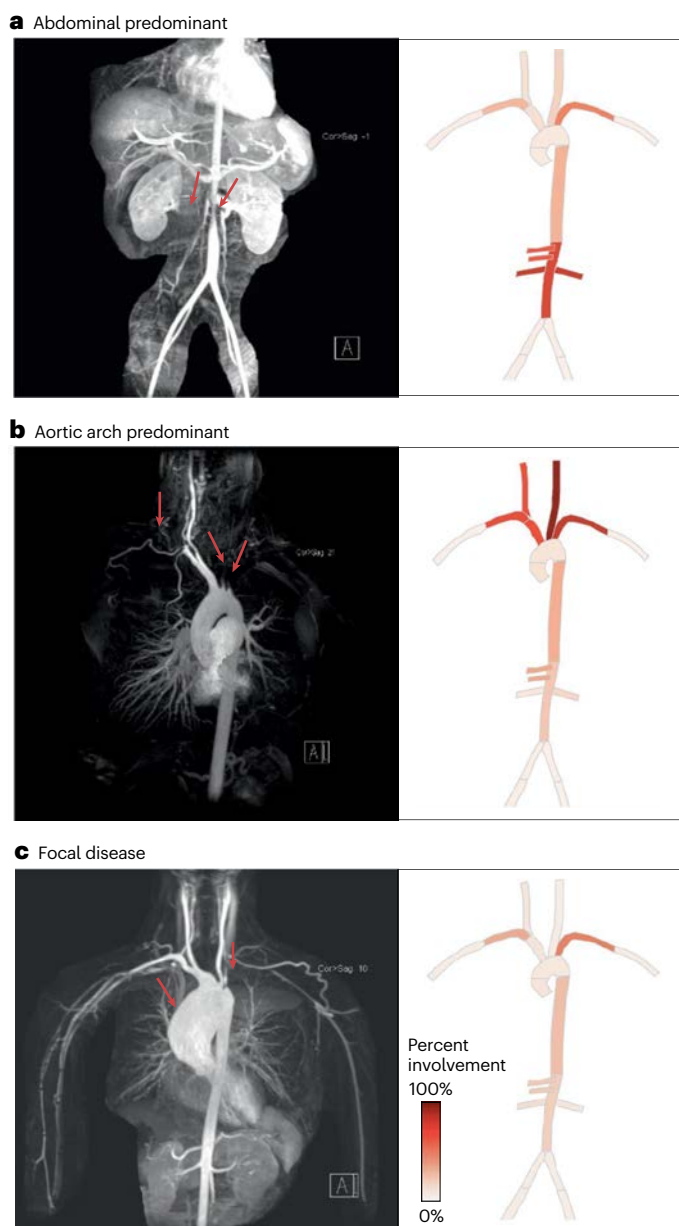 a Abdominal predominant
Cor>Sag -1
A
b Aortic arch predominant
Cor>Sag 21
A
c Focal disease
Cor>Sag 10
A
Percent
involvement
100%
0%